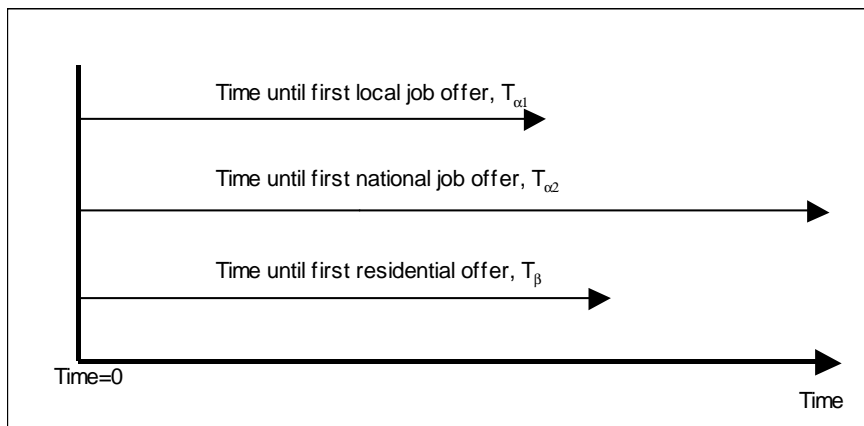 Time until first local job offer, Tα1
Time until first national job offer, Tα2
Time until first residential offer, Tβ
Time=0
Time